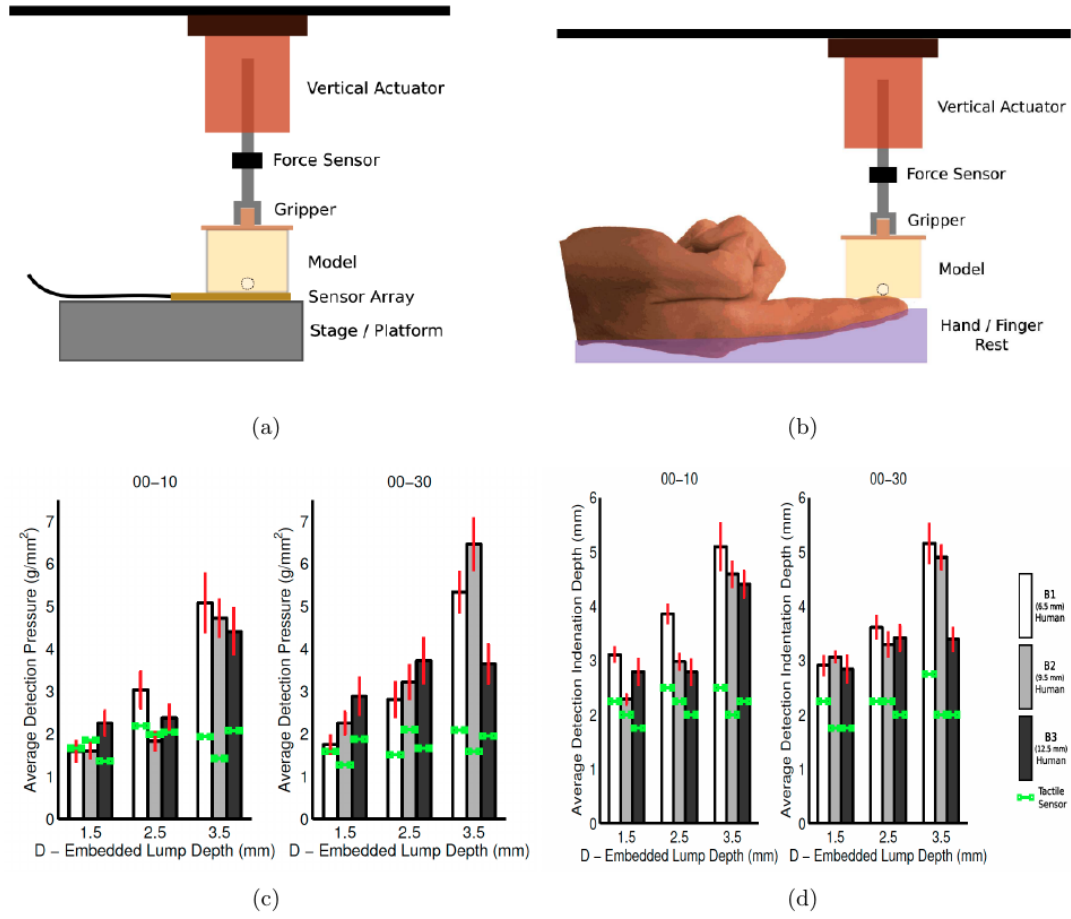 Vertical Actuator
Force Sensor
Gripper
Model
Sensor Array
Stage / Platform
(a)
Vertical Actuator
Force Sensor
Gripper
Model
Hand / Finger
Rest
(b)
00–10
00–30
Average Detection Pressure (g/mm²)
7
6
5
4
3
2
1
0
1.5
2.5
3.5
D – Embedded Lump Depth (mm)
Average Detection Pressure (g/mm²)
7
6
5
4
3
2
1
0
1.5
2.5
3.5
D – Embedded Lump Depth (mm)
(c)
00–10
00–30
Average Detection Indentation Depth (mm)
6
5
4
3
2
1
0
1.5
2.5
3.5
D – Embedded Lump Depth (mm)
Average Detection Indentation Depth (mm)
6
5
4
3
2
1
0
1.5
2.5
3.5
D – Embedded Lump Depth (mm)
B1
(6.5 mm)
Human
B2
(9.5 mm)
Human
B3
(12.5 mm)
Human
Tactile
Sensor
(d)